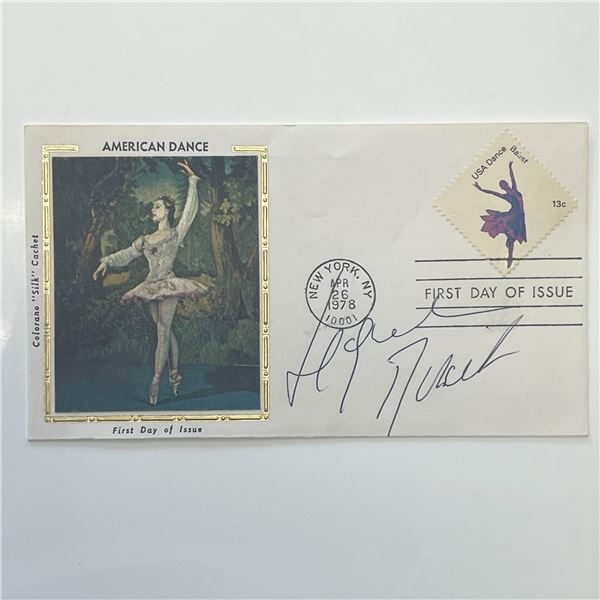 AMERICAN DANCE
Colorano "Silk" Cachet
First Day of Issue
USA Dance Ballet
13c
NEW YORK, NY
APR
26
1978
10001
FIRST DAY OF ISSUE